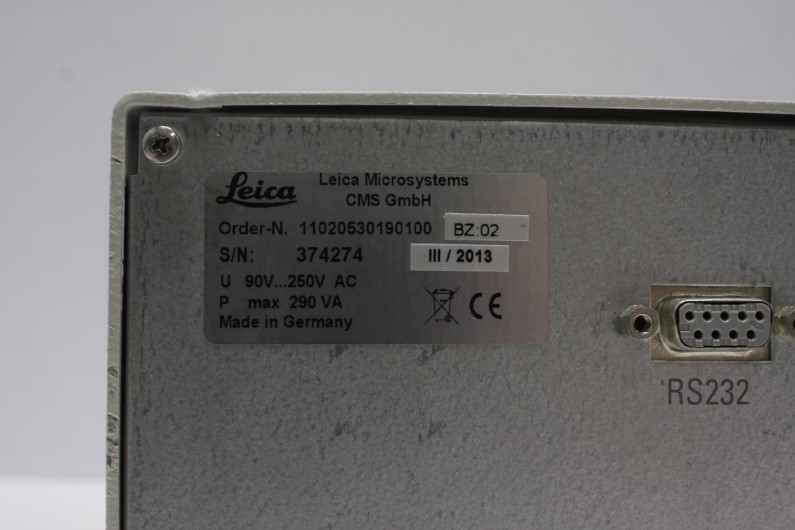 Leica Leica Microsystems
CMS GmbH
Order-N. 11020530190100 BZ:02
S/N: 374274 III / 2013
U 90V...250V AC
P max 290 VA
Made in Germany
CE
RS232